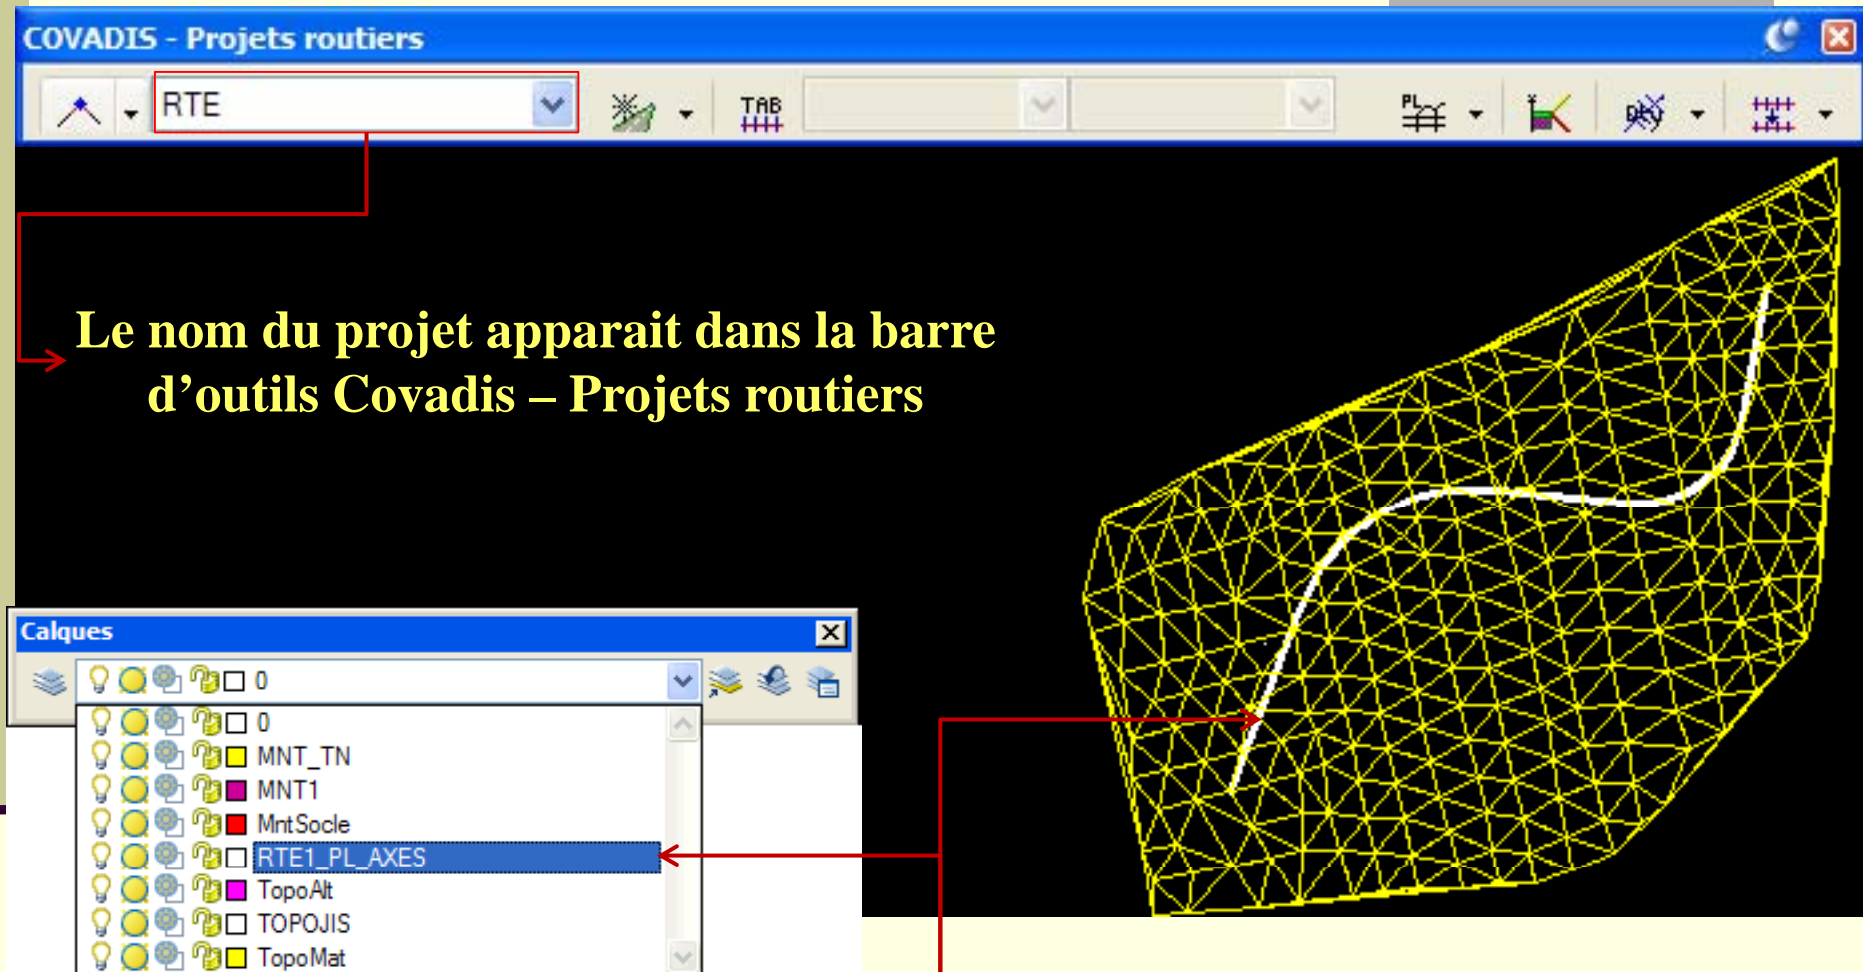 COVADIS - Projets routiers
RTE
TAB
PL
Le nom du projet apparait dans la barre
d’outils Covadis – Projets routiers
Calques
0
0
MNT_TN
MNT1
MntSocle
RTE1_PL_AXES
TopoAlt
TOPOJIS
TopoMat